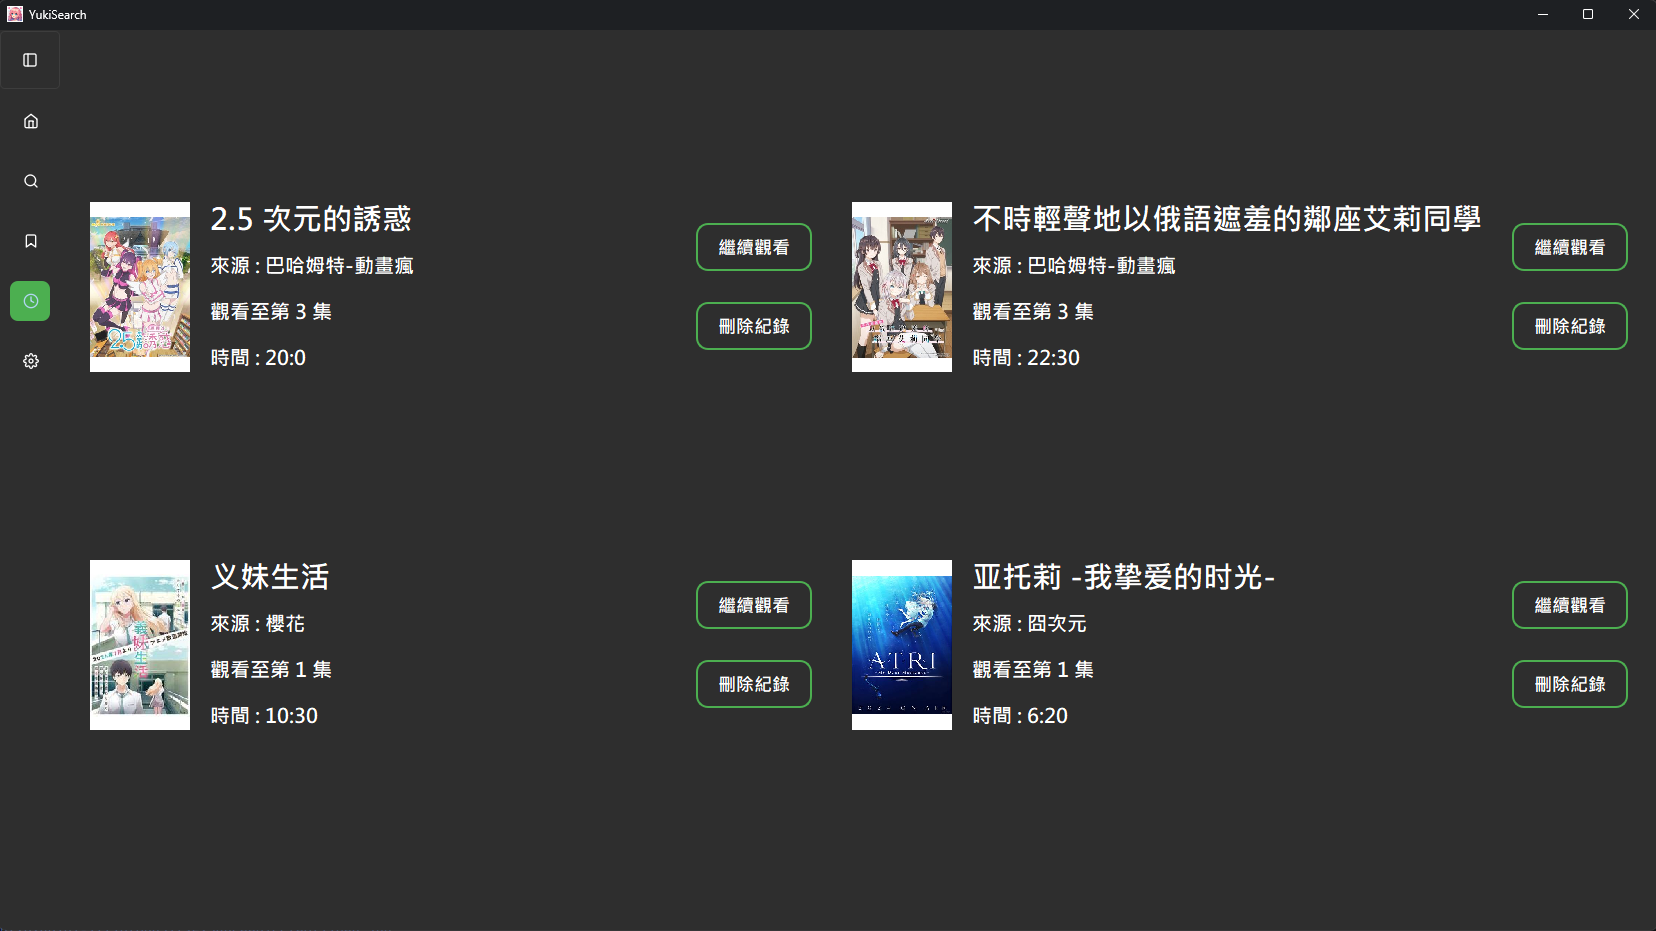 YukiSearch
2.5 次元的誘惑
來源 : 巴哈姆特-動畫瘋
觀看至第 3 集
時間 : 20:0
繼續觀看
刪除紀錄
不時輕聲地以俄語遮羞的鄰座艾莉同學
來源 : 巴哈姆特-動畫瘋
觀看至第 3 集
時間 : 22:30
繼續觀看
刪除紀錄
义妹生活
來源 : 櫻花
觀看至第 1 集
時間 : 10:30
繼續觀看
刪除紀錄
義妹生活
亚托莉 -我挚爱的时光-
來源 : 囧次元
觀看至第 1 集
時間 : 6:20
繼續觀看
刪除紀錄
ATRI